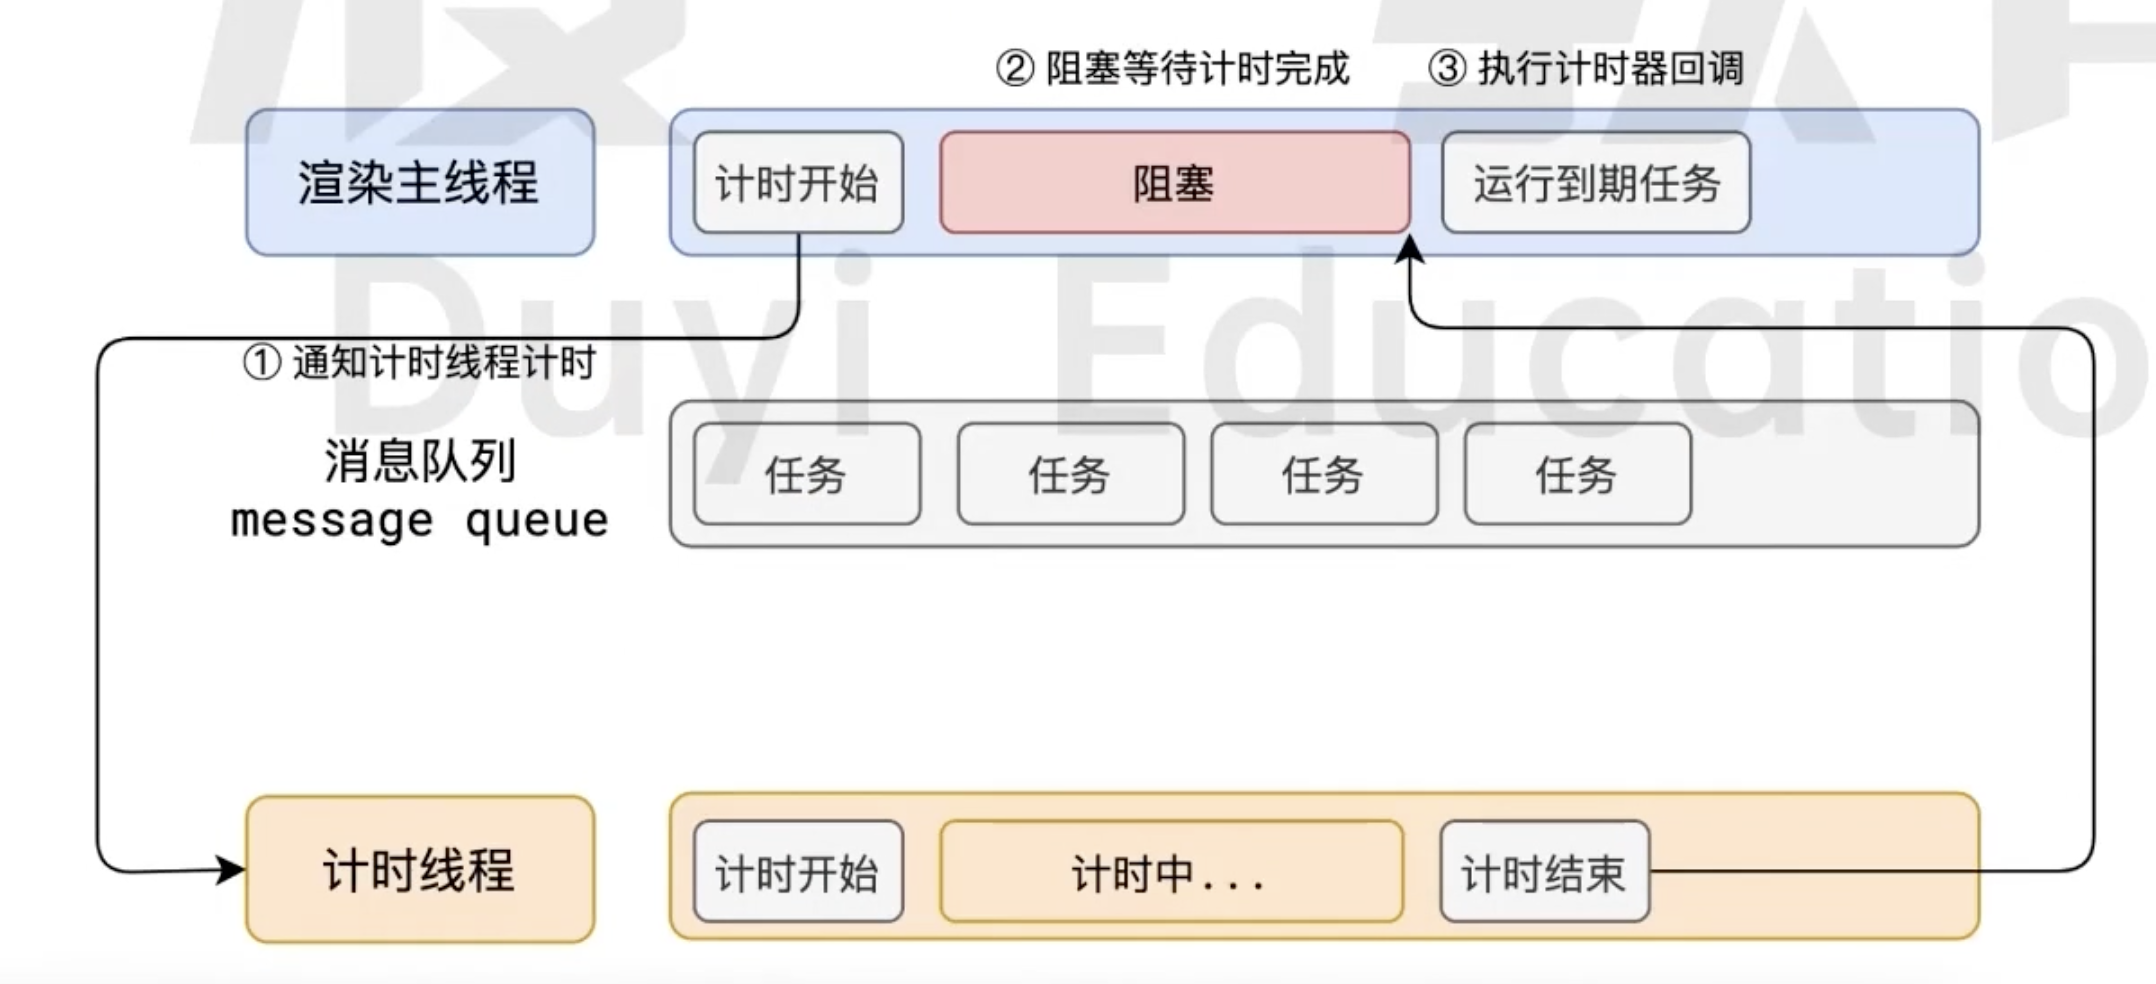 ② 阻塞等待计时完成
③ 执行计时器回调
渲染主线程
计时开始
阻塞
运行到期任务
① 通知计时线程计时
消息队列
message queue
任务
任务
任务
任务
计时线程
计时开始
计时中...
计时结束
Duyi Educatio